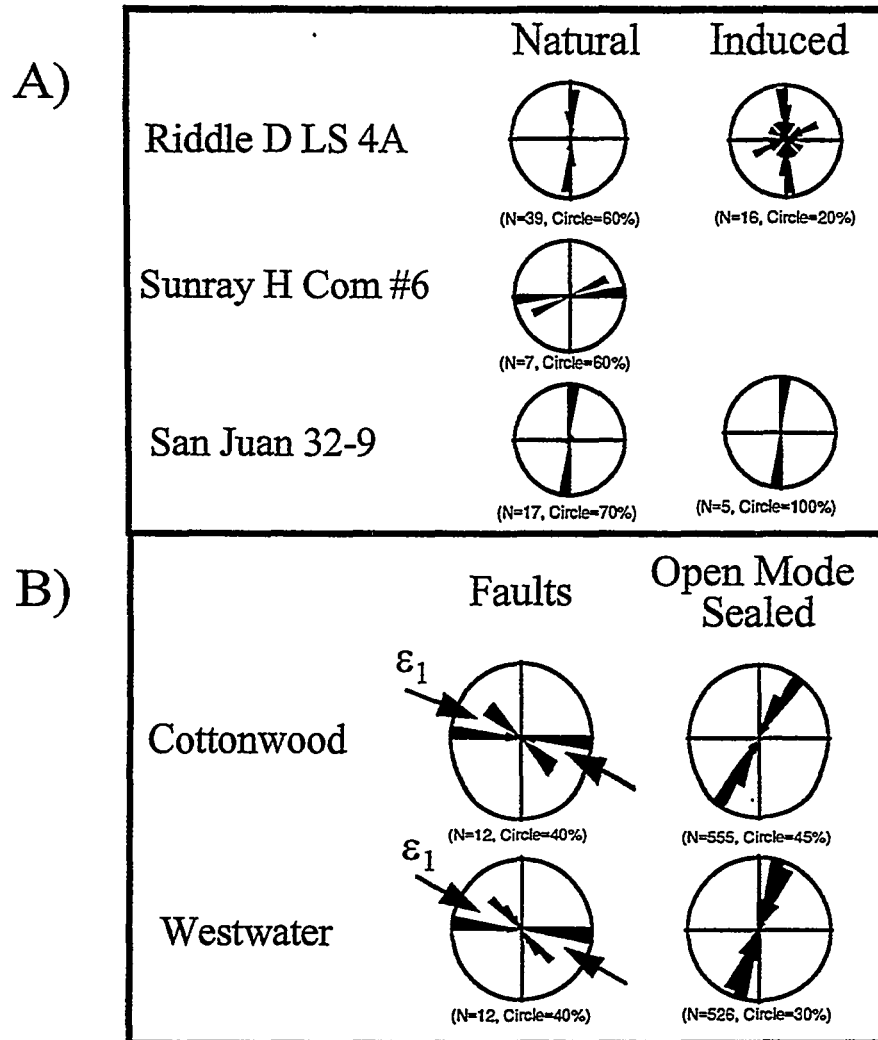 A)
Natural Induced
Riddle D LS 4A
(N=39, Circle=60%) (N=16, Circle=20%)
Sunray H Com #6
(N=7, Circle=60%)
San Juan 32-9
(N=17, Circle=70%) (N=5, Circle=100%)
B)
Faults
Open Mode
Sealed
ε1
Cottonwood
(N=12, Circle=40%) (N=555, Circle=45%)
ε1
Westwater
(N=12, Circle=40%) (N=526, Circle=30%)